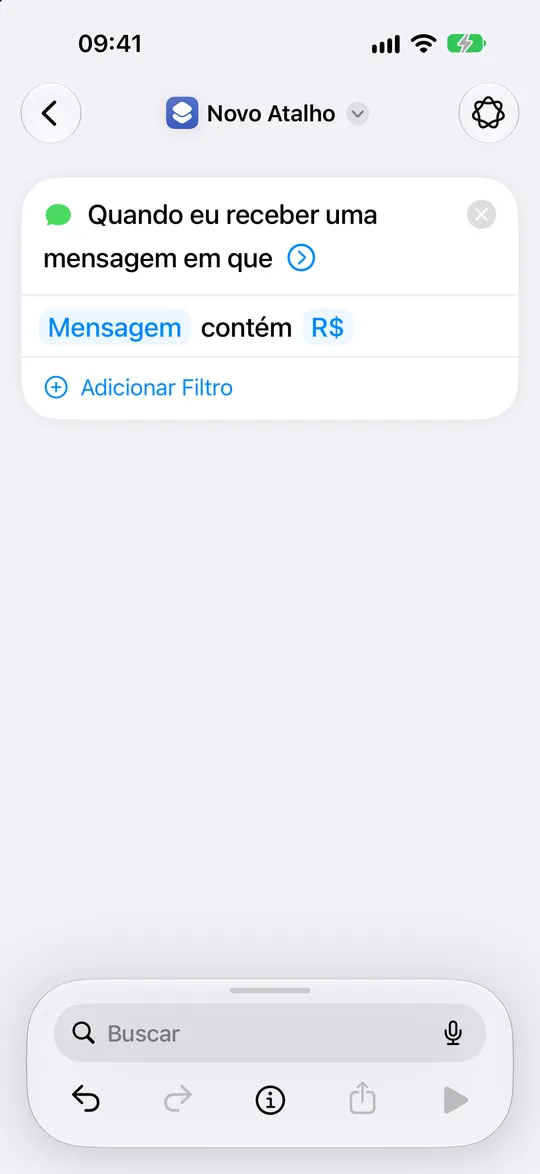 09:41
Novo Atalho
Quando eu receber uma
mensagem em que
Mensagem contém R$
Adicionar Filtro
Buscar